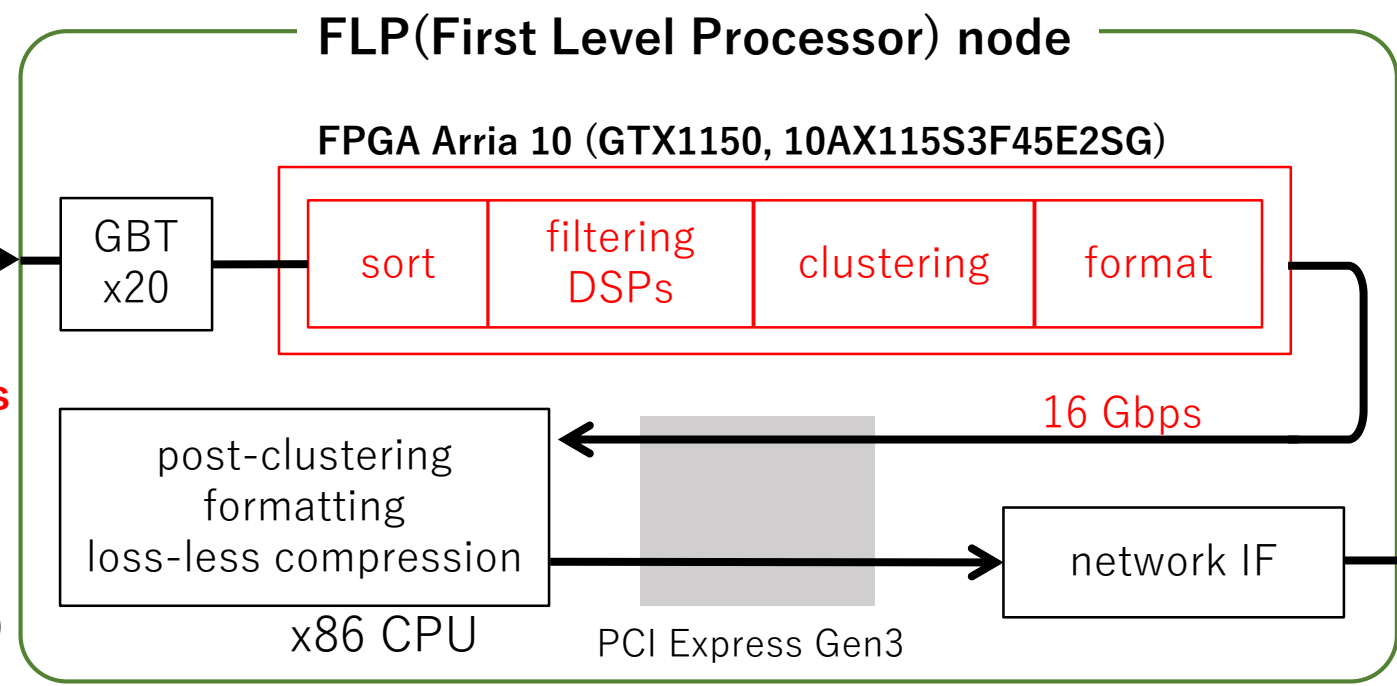 FLP(First Level Processor) node
FPGA Arria 10 (GTX1150, 10AX115S3F45E2SG)
GBT
x20
sort
filtering
DSPs
clustering
format
s
16 Gbps
post-clustering
formatting
loss-less compression
network IF
)
x86 CPU
PCI Express Gen3